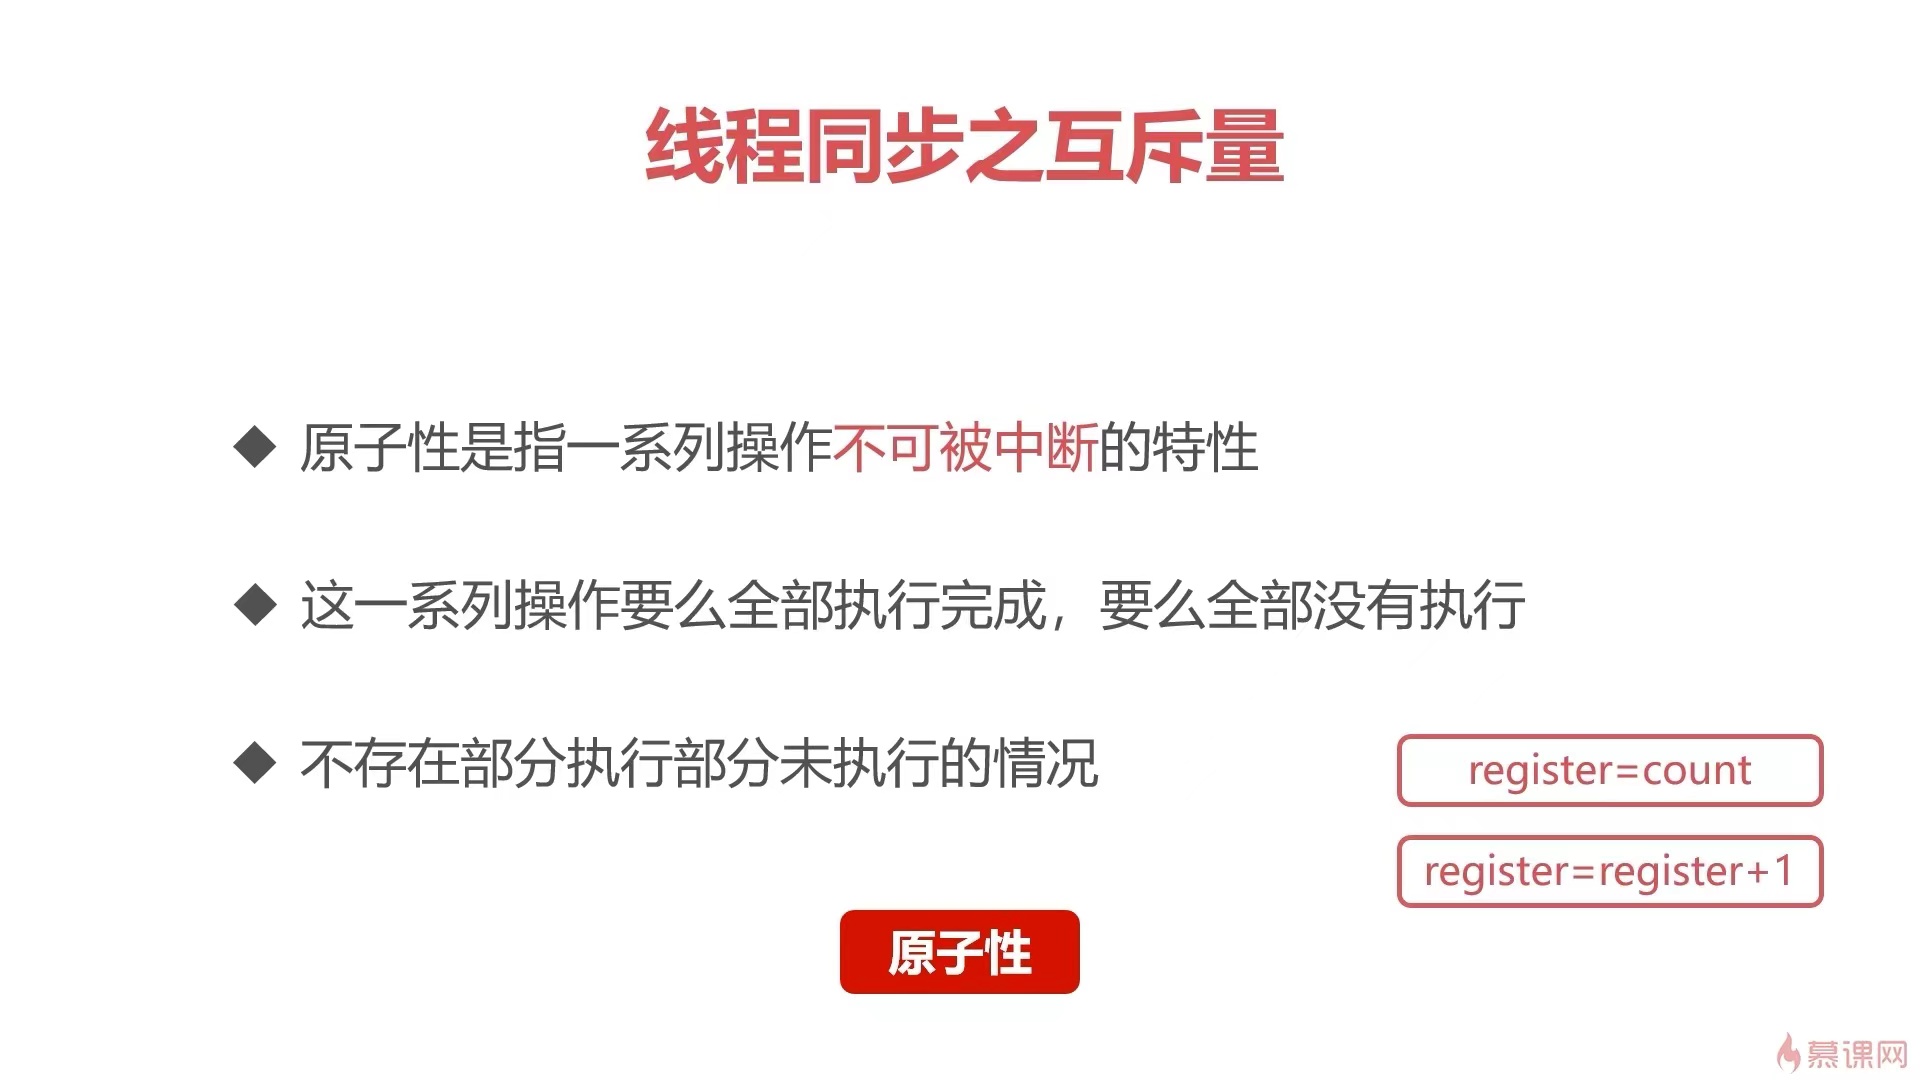 线程同步之互斥量
◆ 原子性是指一系列操作不可被中断的特性
◆ 这一系列操作要么全部执行完成，要么全部没有执行
◆ 不存在部分执行部分未执行的情况
register=count
register=register+1
原子性
慕课网